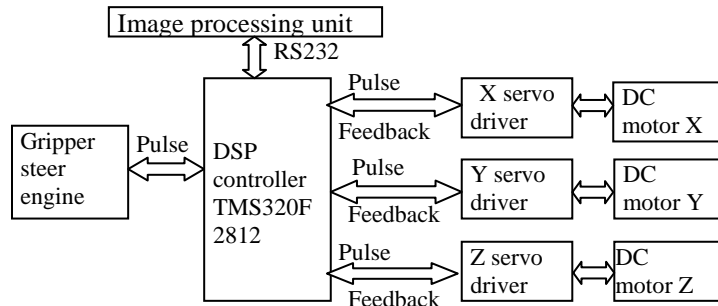 Image processing unit
RS232
Gripper
steer
engine
Pulse
DSP
controller
TMS320F
2812
Pulse
Feedback
X servo
driver
DC
motor X
Pulse
Feedback
Y servo
driver
DC
motor Y
Pulse
Feedback
Z servo
driver
DC
motor Z